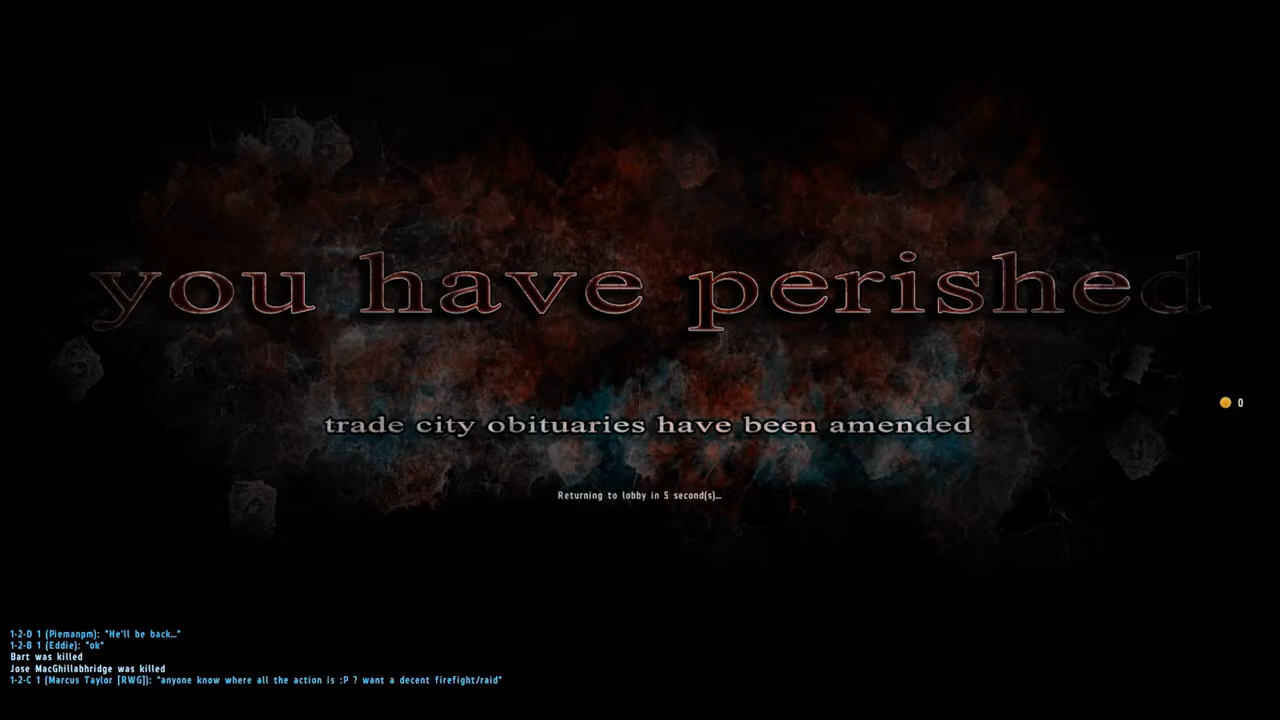 you have perished
trade city obituaries have been amended
0
Returning to lobby in 5 second(s)...
1-2-D 1 (Piemanpm): "He'll be back..."
1-2-B 1 (Eddie): "ok"
Bart was killed
Jose MacGhillabhridge was killed
1-2-C 1 (Marcus Taylor [RWG]): "anyone know where all the action is :P ? want a decent firefight/raid"